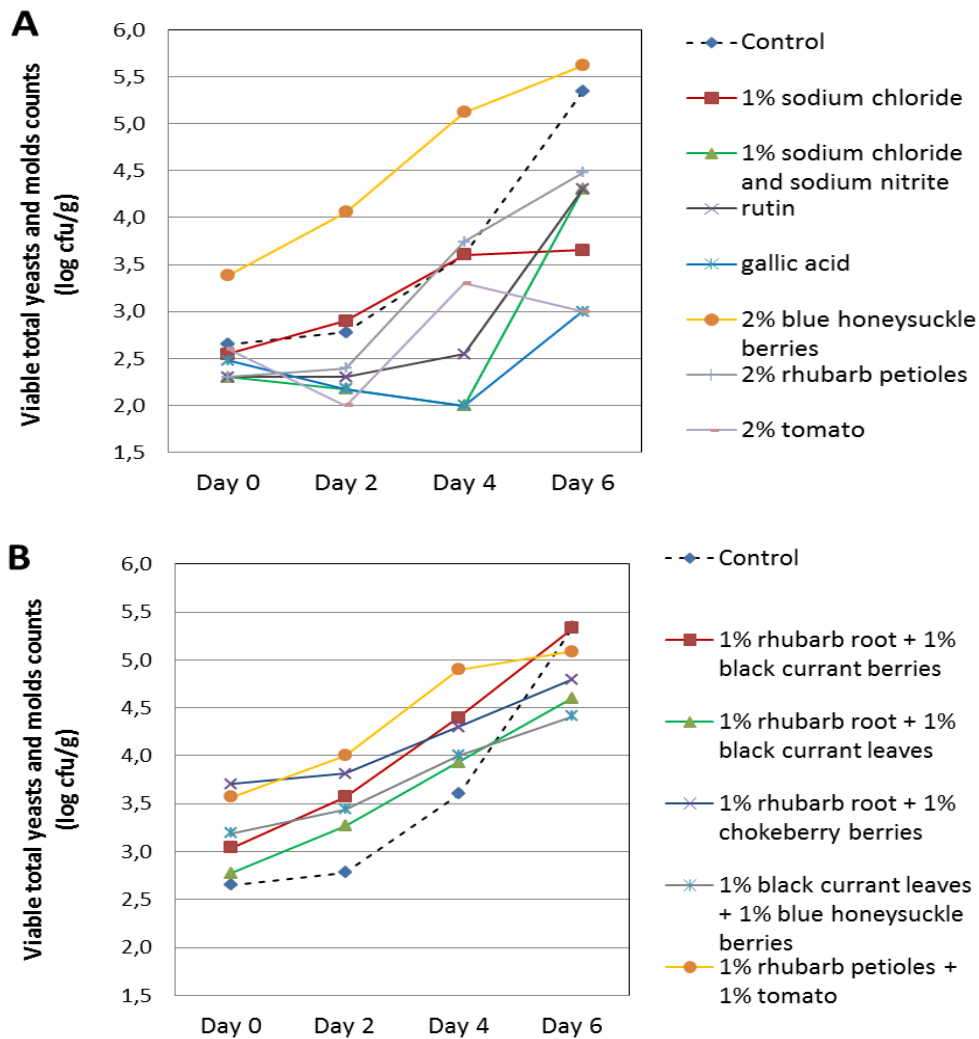 A
Viable total yeasts and molds counts
(log cfu/g)
6,0
5,5
5,0
4,5
4,0
3,5
3,0
2,5
2,0
1,5
Day 0
Day 2
Day 4
Day 6
Control
1% sodium chloride
1% sodium chloride
and sodium nitrite
rutin
gallic acid
2% blue honeysuckle
berries
2% rhubarb petioles
2% tomato
B
Viable total yeasts and molds counts
(log cfu/g)
6,0
5,5
5,0
4,5
4,0
3,5
3,0
2,5
2,0
1,5
Day 0
Day 2
Day 4
Day 6
Control
1% rhubarb root + 1%
black currant berries
1% rhubarb root + 1%
black currant leaves
1% rhubarb root + 1%
chokeberry berries
1% black currant leaves
+ 1% blue honeysuckle
berries
1% rhubarb petioles +
1% tomato